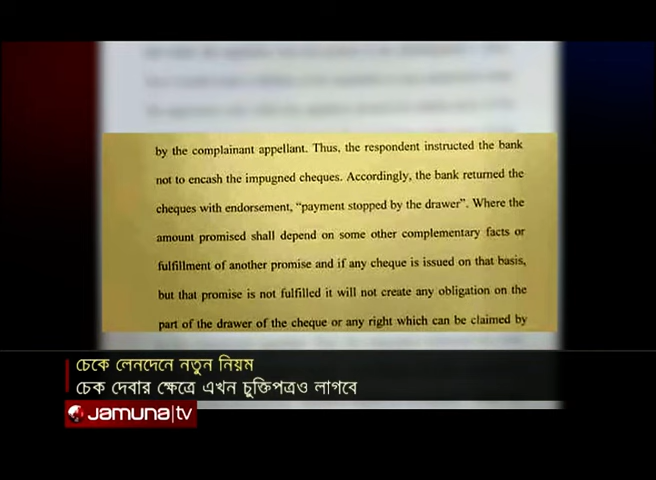 by the complainant appellant. Thus, the respondent instructed the bank
not to encash the impugned cheques. Accordingly, the bank returned the
cheques with endorsement, “payment stopped by the drawer”. Where the
amount promised shall depend on some other complementary facts or
fulfillment of another promise and if any cheque is issued on that basis,
but that promise is not fulfilled it will not create any obligation on the
part of the drawer of the cheque or any right which can be claimed by
চেকে লেনদেনে নতুন নিয়ম
চেক দেবার ক্ষেত্রে এখন চুক্তিপত্রও লাগবে
Jamuna|tv